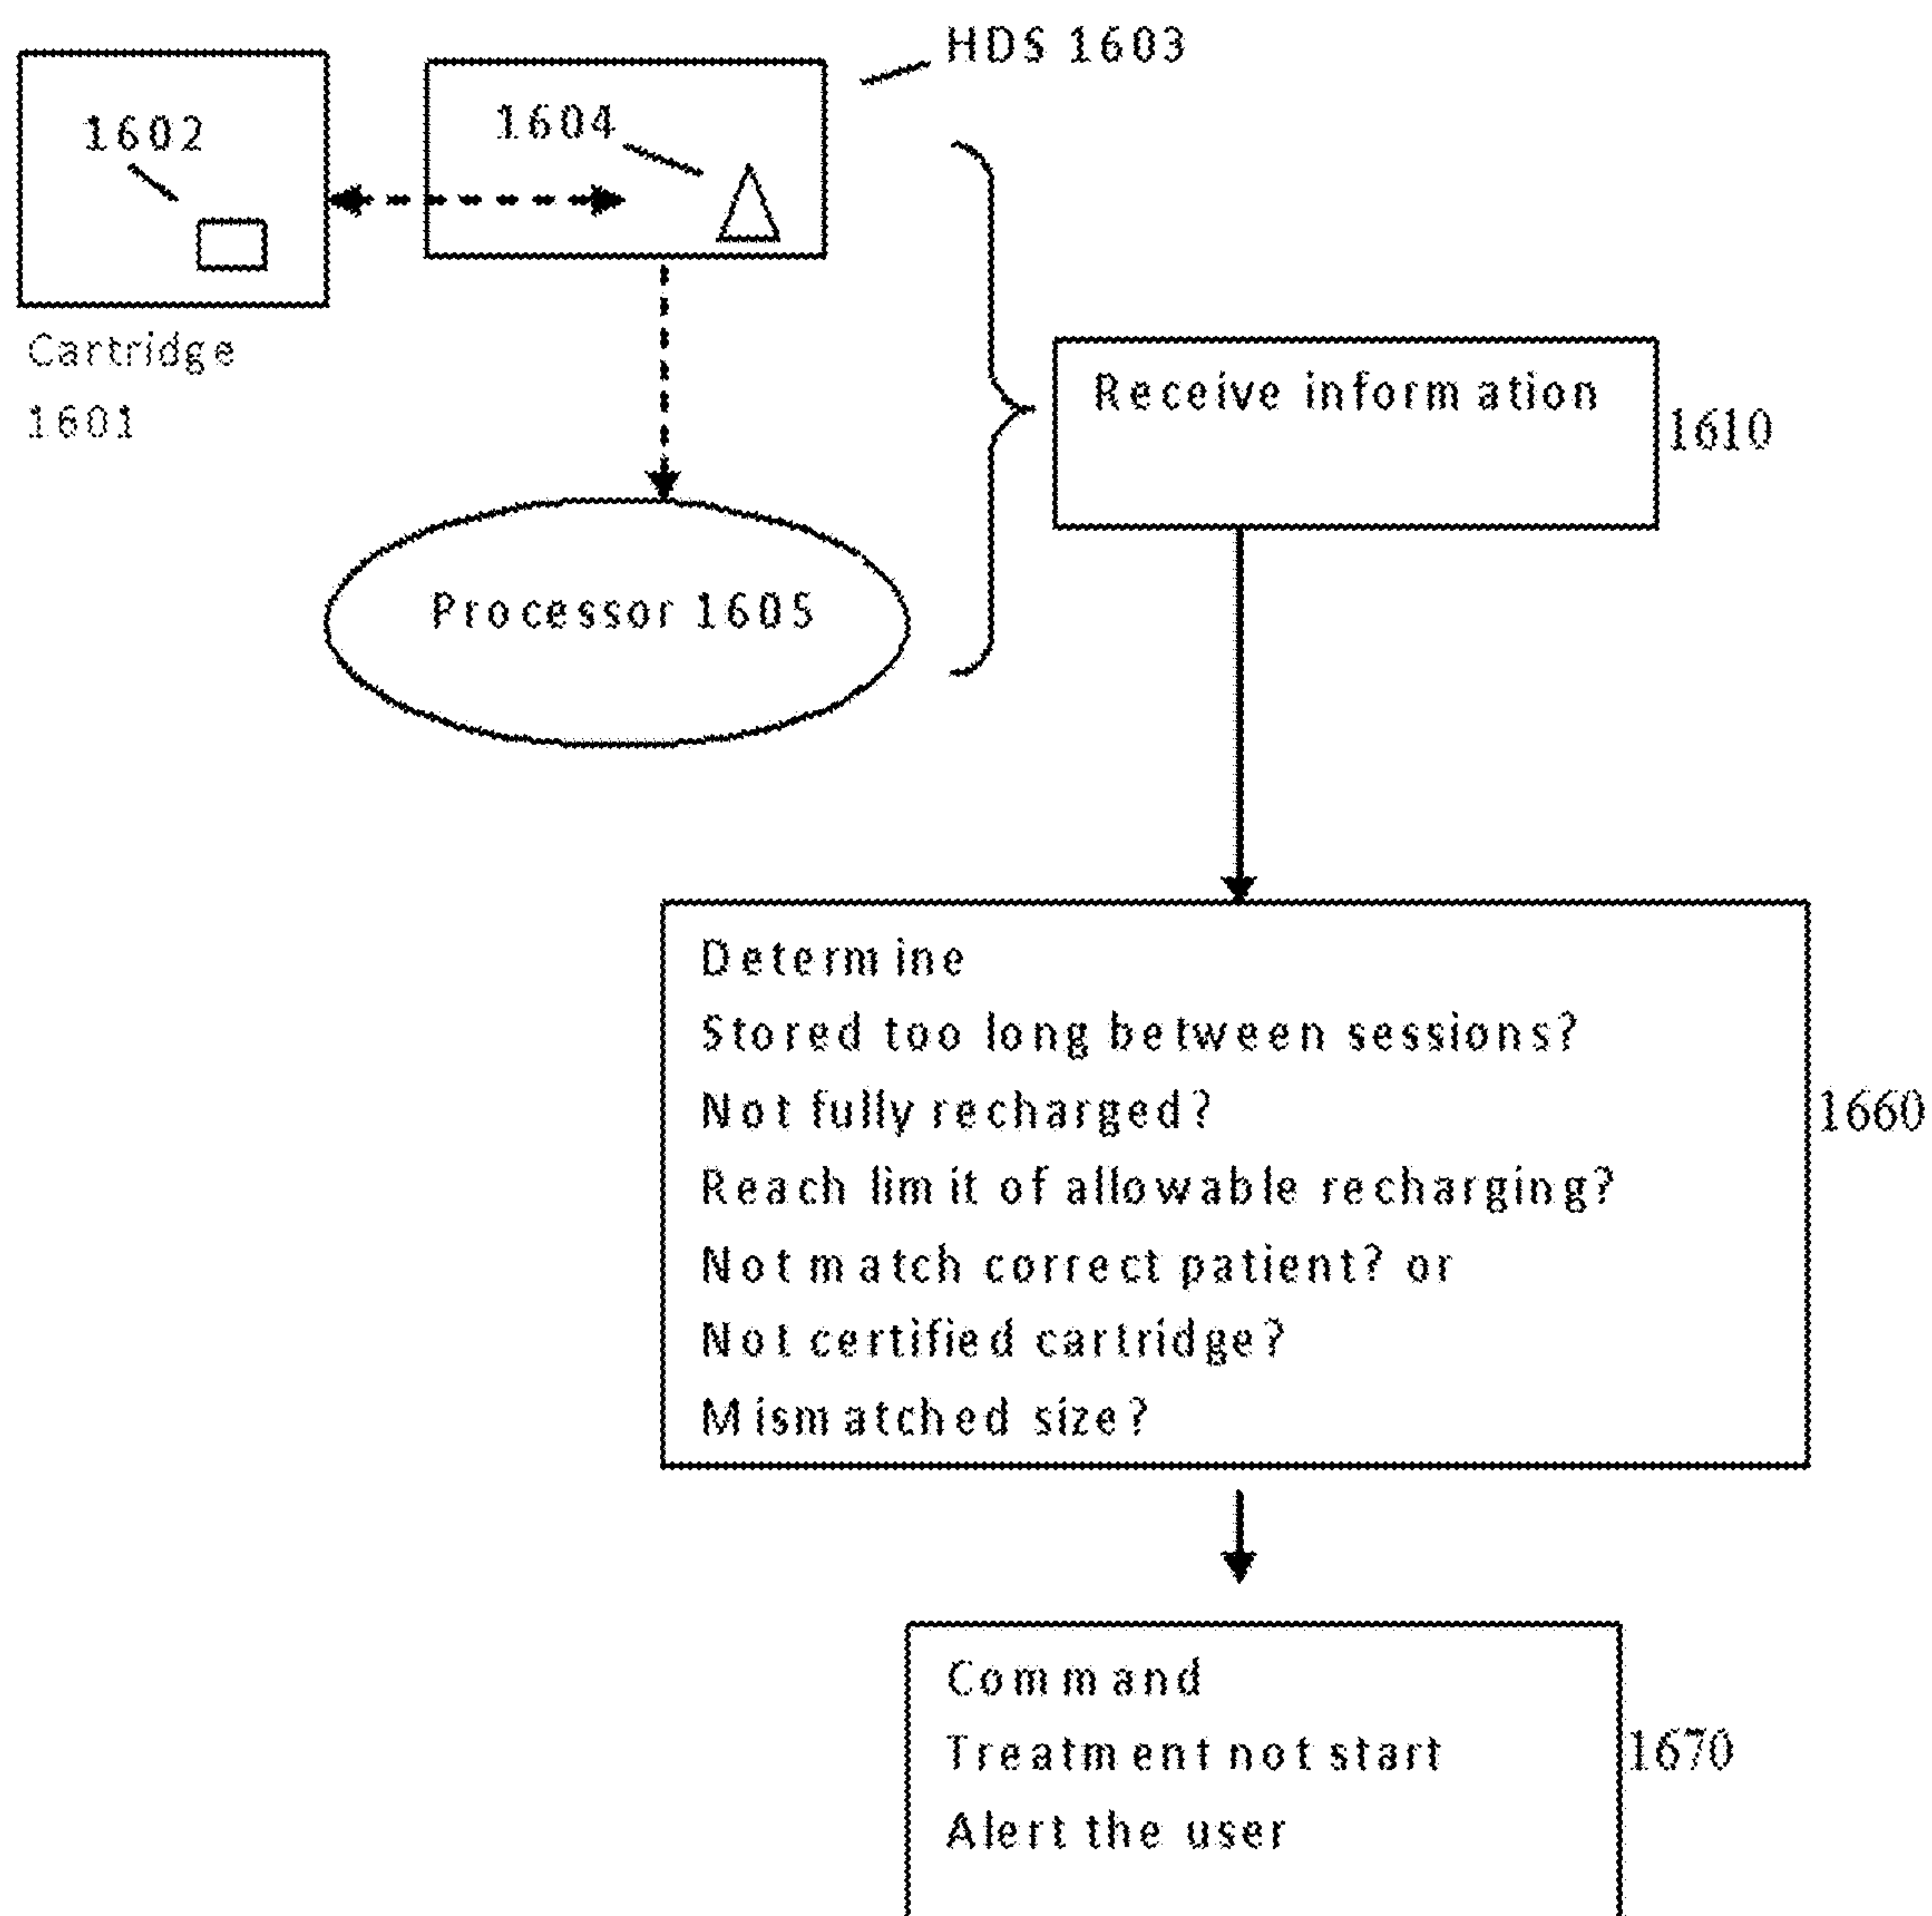 HDS 1603
1602
1604
Cartridge
1601
Receive information
1610
Processor 1605
Determine
Stored too long between sessions?
Not fully recharged?
Reach limit of allowable recharging?
Not match correct patient? or
Not certified cartridge?
Mismatched size?
1660
Command
Treatment not start
Alert the user
1670